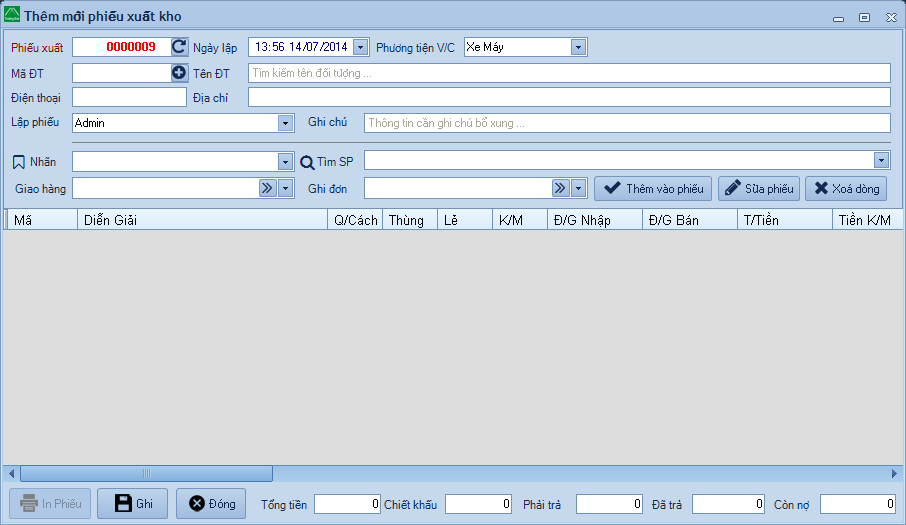 Thêm mới phiếu xuất kho
Phiếu xuất 0000009 Ngày lập 13:56 14/07/2014 Phương tiện V/C Xe Máy
Mã ĐT Tên ĐT Tìm kiếm tên đối tượng ...
Điện thoại Địa chỉ
Lập phiếu Admin Ghi chú Thông tin cần ghi chú bổ xung ...
Nhãn Tìm SP
Giao hàng Ghi đơn Thêm vào phiếu Sửa phiếu Xoá dòng
Mã Diễn Giải Q/Cách Thùng Lẻ K/M Đ/G Nhập Đ/G Bán T/Tiền Tiền K/M
In Phiếu Ghi Đóng Tổng tiền 0 Chiết khấu 0 Phải trả 0 Đã trả 0 Còn nợ 0